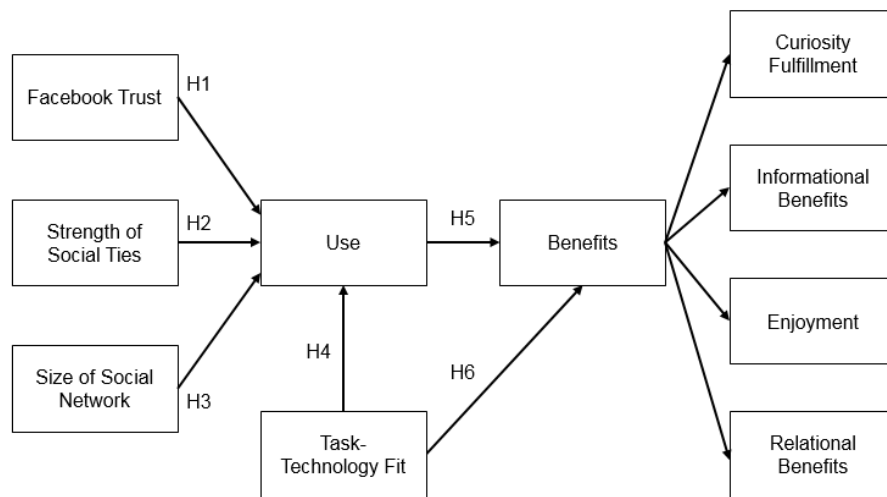 Facebook Trust
H1
Strength of
Social Ties
H2
Size of Social
Network
H3
Use
H4
Task-
Technology Fit
H5
H6
Benefits
Curiosity
Fulfillment
Informational
Benefits
Enjoyment
Relational
Benefits